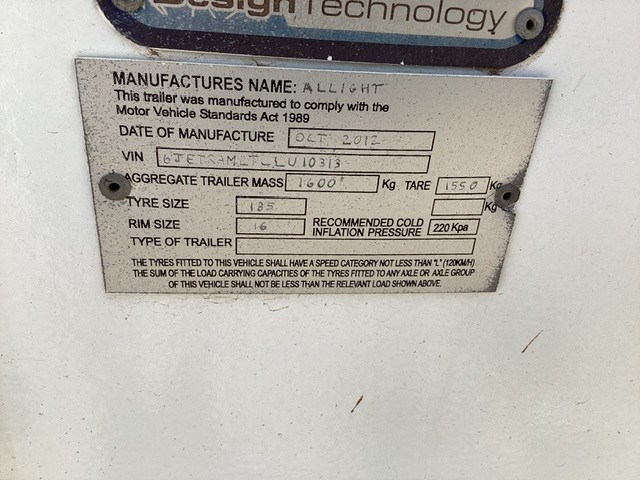 Design Technology
MANUFACTURES NAME: ALLIGHT
This trailer was manufactured to comply with the
Motor Vehicle Standards Act 1989
DATE OF MANUFACTURE OCT 2012
VIN
AGGREGATE TRAILER MASS 1600 Kg TARE 1550 Kg
TYRE SIZE 185 Kg
RIM SIZE 16 RECOMMENDED COLD
INFLATION PRESSURE 220 Kpa
TYPE OF TRAILER
THE TYRES FITTED TO THIS VEHICLE SHALL HAVE A SPEED CATEGORY NOT LESS THAN "L" (120KM/H)
THE SUM OF THE LOAD CARRYING CAPACITIES OF THE TYRES FITTED TO ANY AXLE OR AXLE GROUP
OF THIS VEHICLE SHALL NOT BE LESS THAN THE RELEVANT LOAD SHOWN ABOVE.